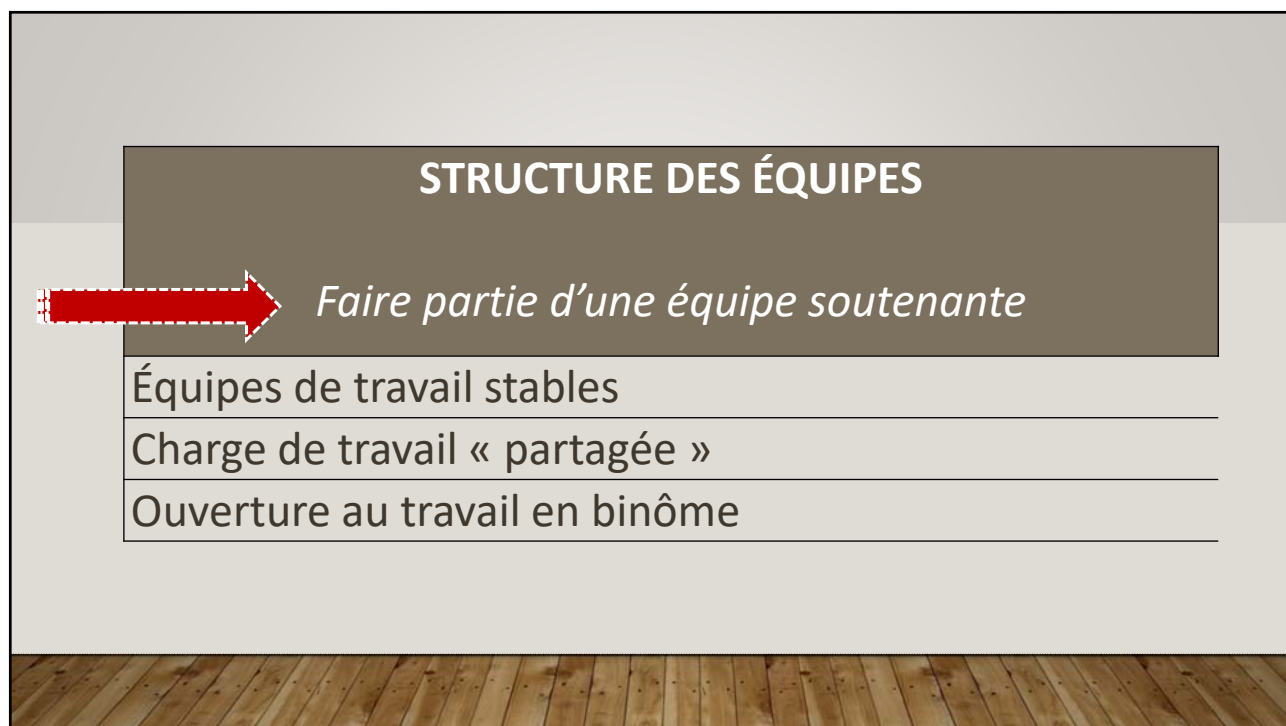 STRUCTURE DES ÉQUIPES
Faire partie d’une équipe soutenante
Équipes de travail stables
Charge de travail « partagée »
Ouverture au travail en binôme